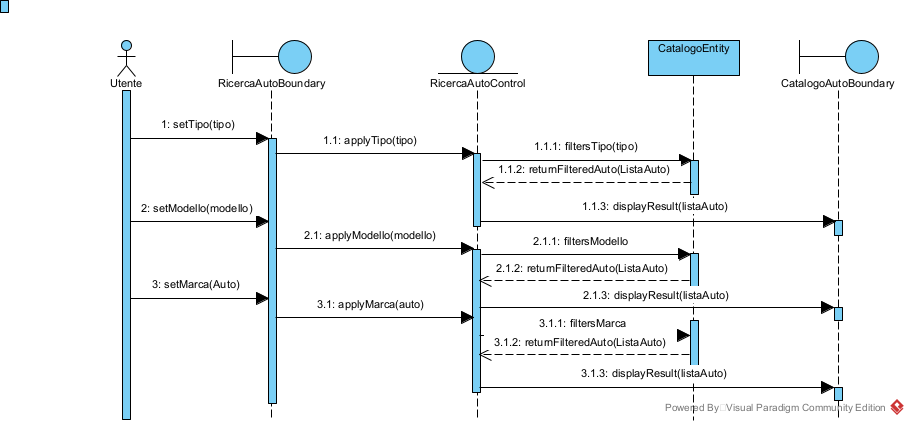 CatalogoEntity
Utente
RicercaAutoBoundary
RicercaAutoControl
CatalogoAutoBoundary
1: setTipo(tipo)
1.1: applyTipo(tipo)
1.1.1: filtersTipo(tipo)
1.1.2: returnFilteredAuto(ListaAuto)
1.1.3: displayResult(listaAuto)
2: setModello(modello)
2.1: applyModello(modello)
2.1.1: filtersModello
2.1.2: returnFilteredAuto(ListaAuto)
3: setMarca(Auto)
2.1.3: displayResult(listaAuto)
3.1: applyMarca(auto)
3.1.1: filtersMarca
3.1.2: returnFilteredAuto(ListaAuto)
3.1.3: displayResult(listaAuto)
Powered By Visual Paradigm Community Edition